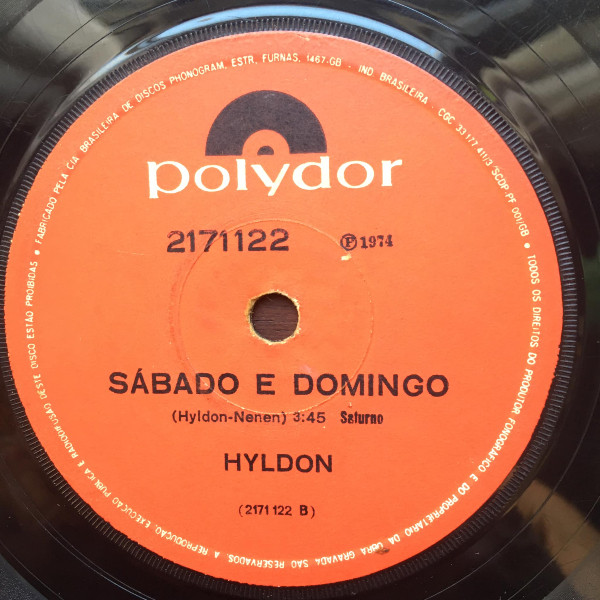 polydor
2171122 Ⓟ 1974
SÁBADO E DOMINGO
(Hyldon-Nenen) 3:45 Saturno
HYLDON
(2171 122 B)
• FABRICADO PELA CIA. BRASILEIRA DE DISCOS PHONOGRAM, ESTR. FURNAS, 1467-GB • IND. BRASILEIRA • CGC 33 177 411/3 SCDP-PF 001/GB • TODOS OS DIREITOS DO PRODUTOR FONOGRÁFICO E DO PROPRIETÁRIO DA OBRA GRAVADA SÃO RESERVADOS. A REPRODUÇÃO, EXECUÇÃO PÚBLICA E RADIODIFUSÃO DESTE DISCO ESTÃO PROIBIDAS